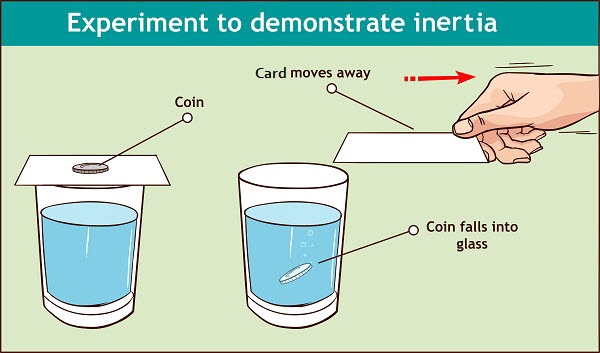 Experiment to demonstrate inertia
Card moves away
Coin
Coin falls into
glass